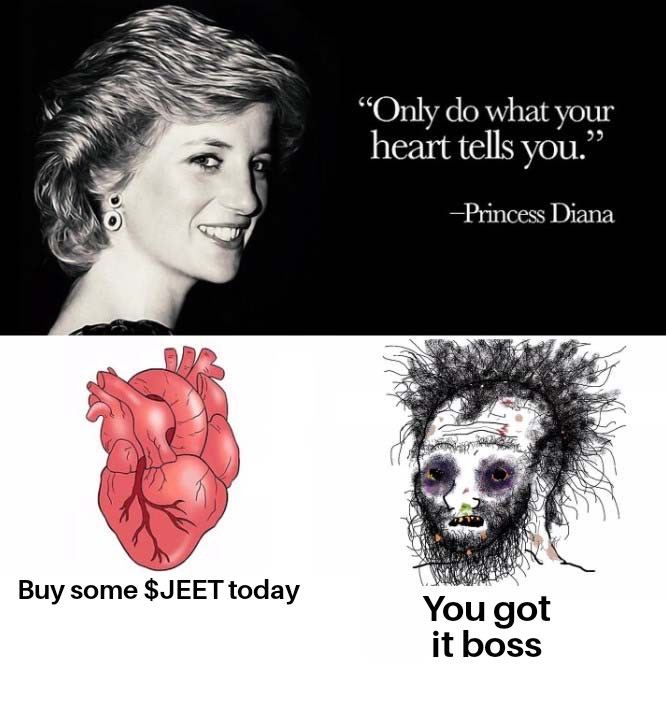 “Only do what your
heart tells you.”
–Princess Diana
Buy some $JEET today
You got
it boss